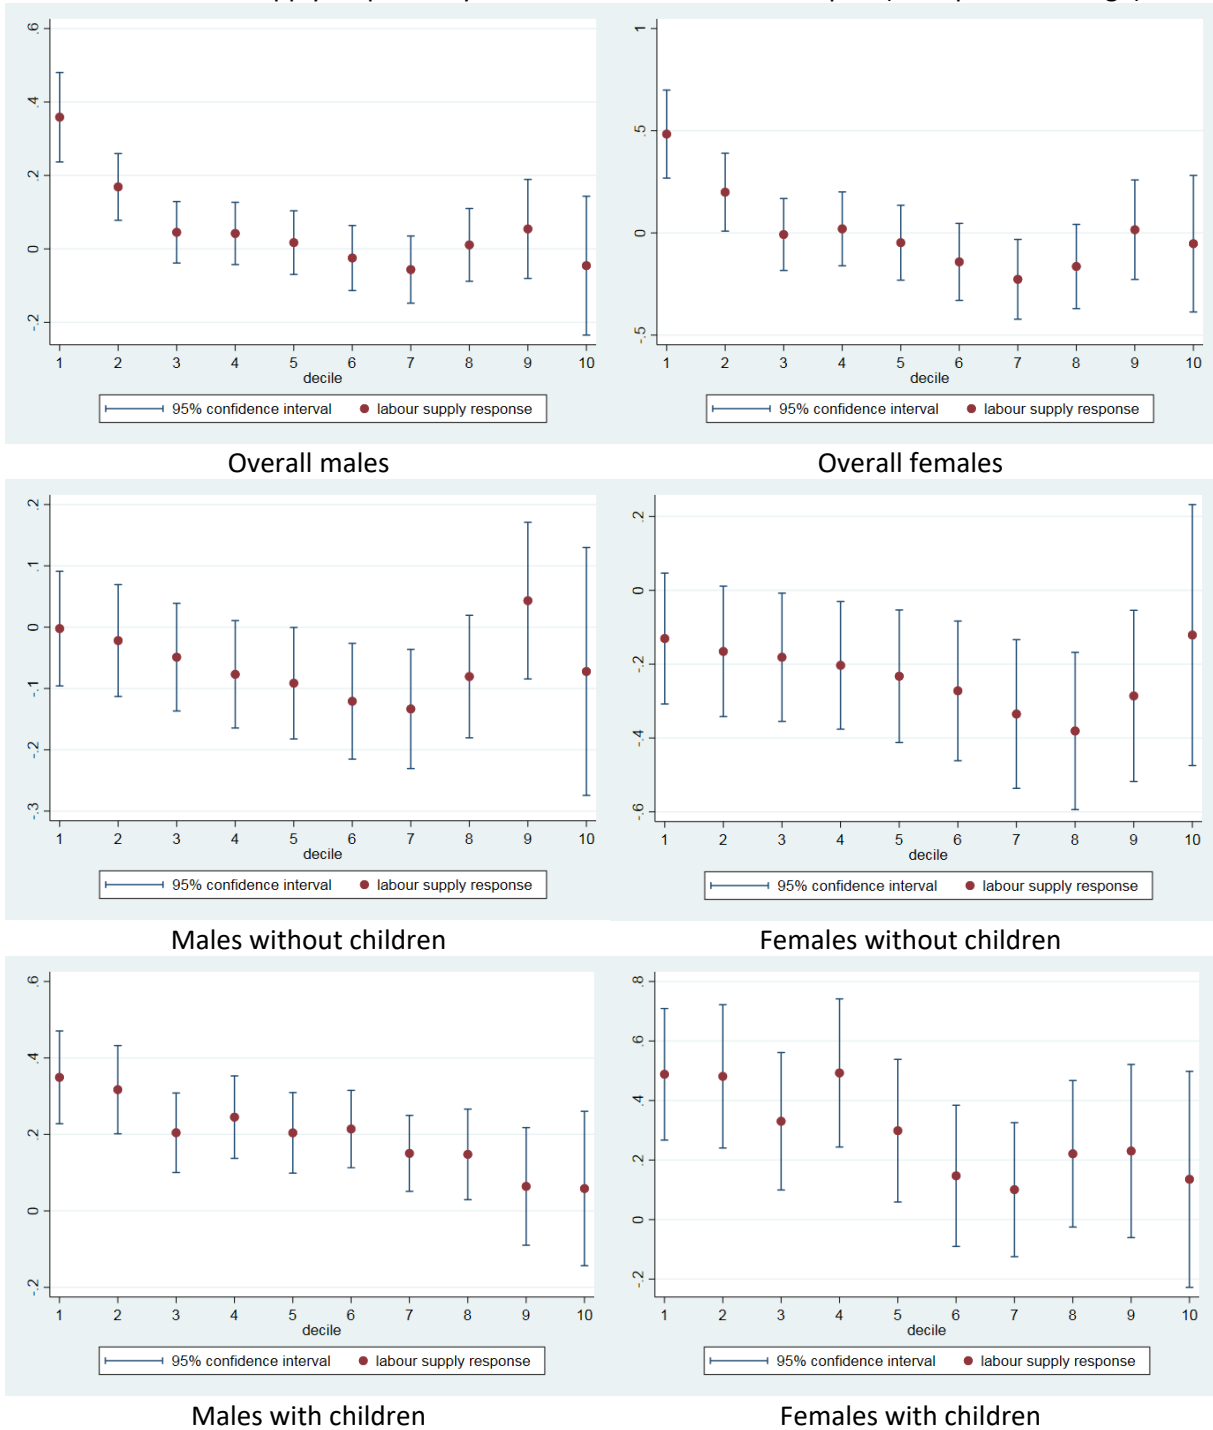 supply
.6
.4
.2
0
-.2
1 2 3 4 5 6 7 8 9 10
decile
95% confidence interval labour supply response
Overall males
1
.5
0
-.5
1 2 3 4 5 6 7 8 9 10
decile
95% confidence interval labour supply response
Overall females
.2
.1
0
-.1
-.2
-.3
1 2 3 4 5 6 7 8 9 10
decile
95% confidence interval labour supply response
Males without children
.2
0
-.2
-.4
-.6
1 2 3 4 5 6 7 8 9 10
decile
95% confidence interval labour supply response
Females without children
.6
.4
.2
0
-.2
1 2 3 4 5 6 7 8 9 10
decile
95% confidence interval labour supply response
Males with children
.8
.6
.4
.2
0
-.2
1 2 3 4 5 6 7 8 9 10
decile
95% confidence interval labour supply response
Females with children